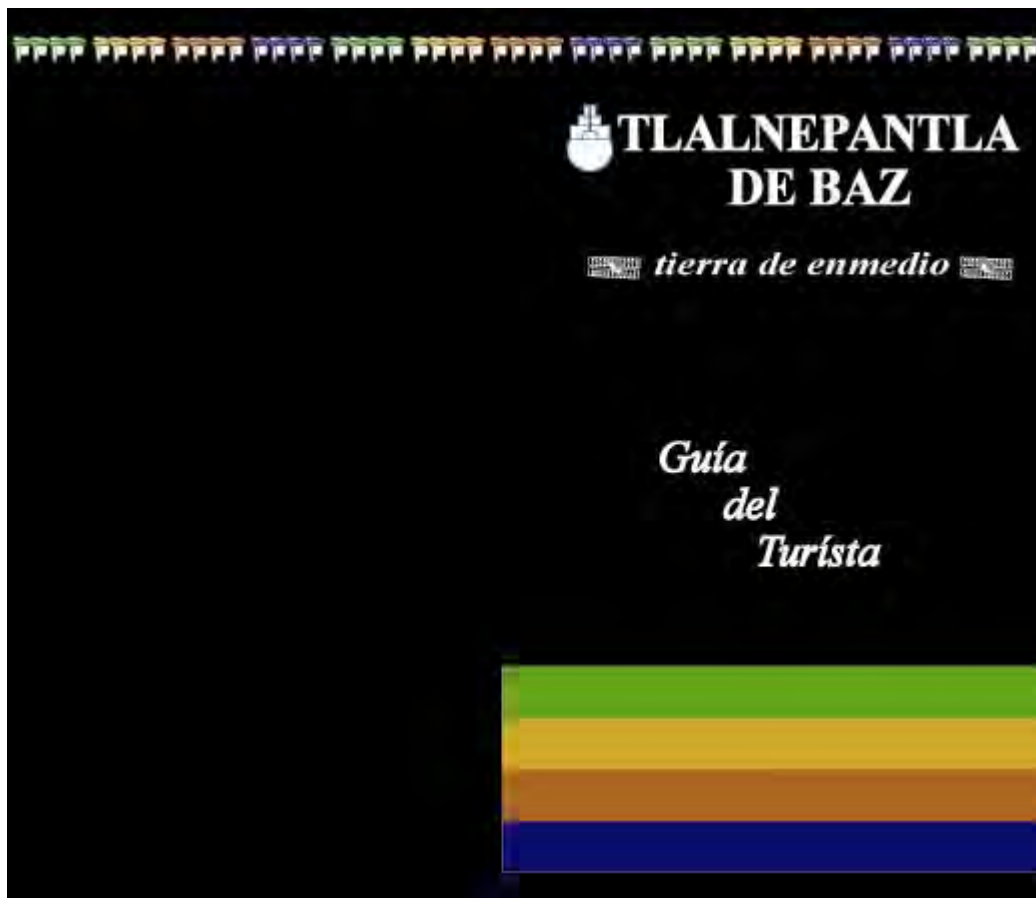 TLALNEPANTLA
DE BAZ
tierra de enmedio
Guía
del
Turísta